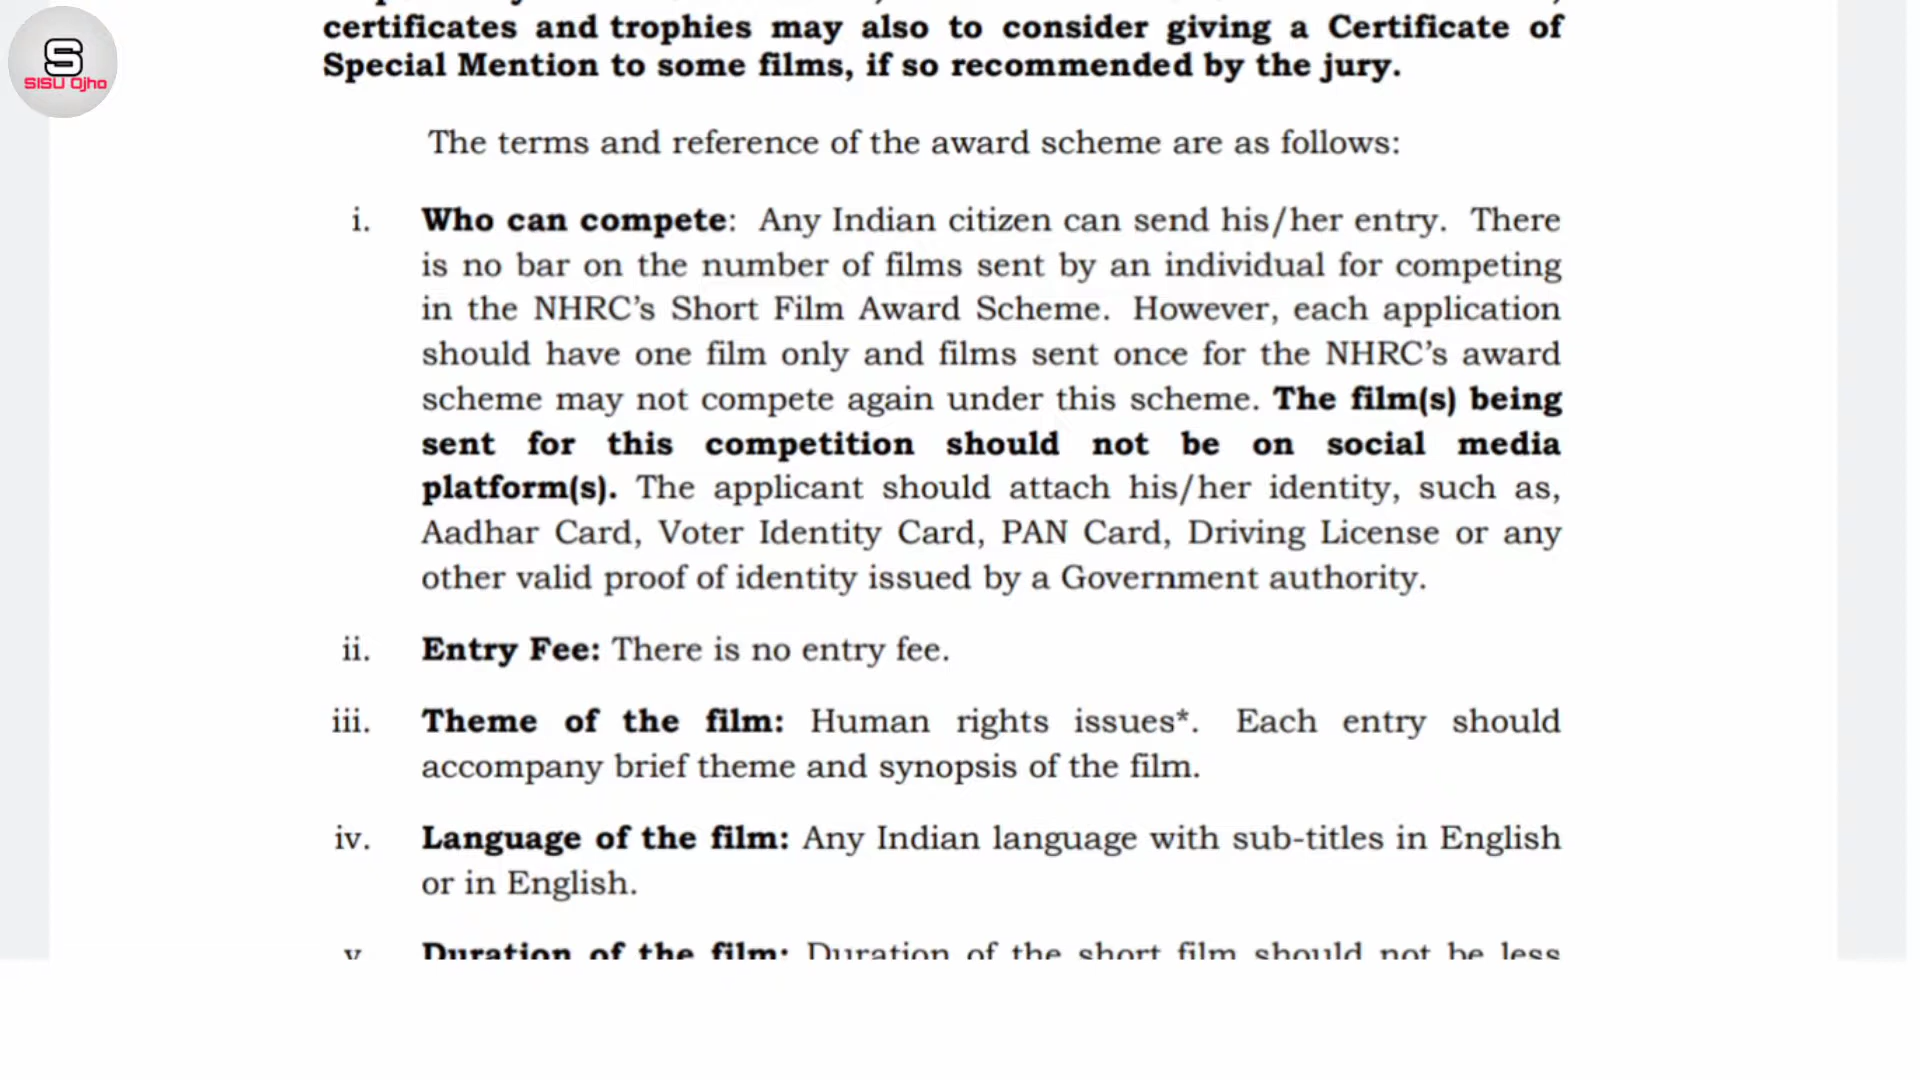 S
SISU Ojho
certificates and trophies may also to consider giving a Certificate of
Special Mention to some films, if so recommended by the jury.
The terms and reference of the award scheme are as follows:
i. Who can compete: Any Indian citizen can send his/her entry. There
is no bar on the number of films sent by an individual for competing
in the NHRC’s Short Film Award Scheme. However, each application
should have one film only and films sent once for the NHRC’s award
scheme may not compete again under this scheme. The film(s) being
sent for this competition should not be on social media
platform(s). The applicant should attach his/her identity, such as,
Aadhar Card, Voter Identity Card, PAN Card, Driving License or any
other valid proof of identity issued by a Government authority.
ii. Entry Fee: There is no entry fee.
iii. Theme of the film: Human rights issues*. Each entry should
accompany brief theme and synopsis of the film.
iv. Language of the film: Any Indian language with sub-titles in English
or in English.
v Duration of the film: Duration of the short film should not be less